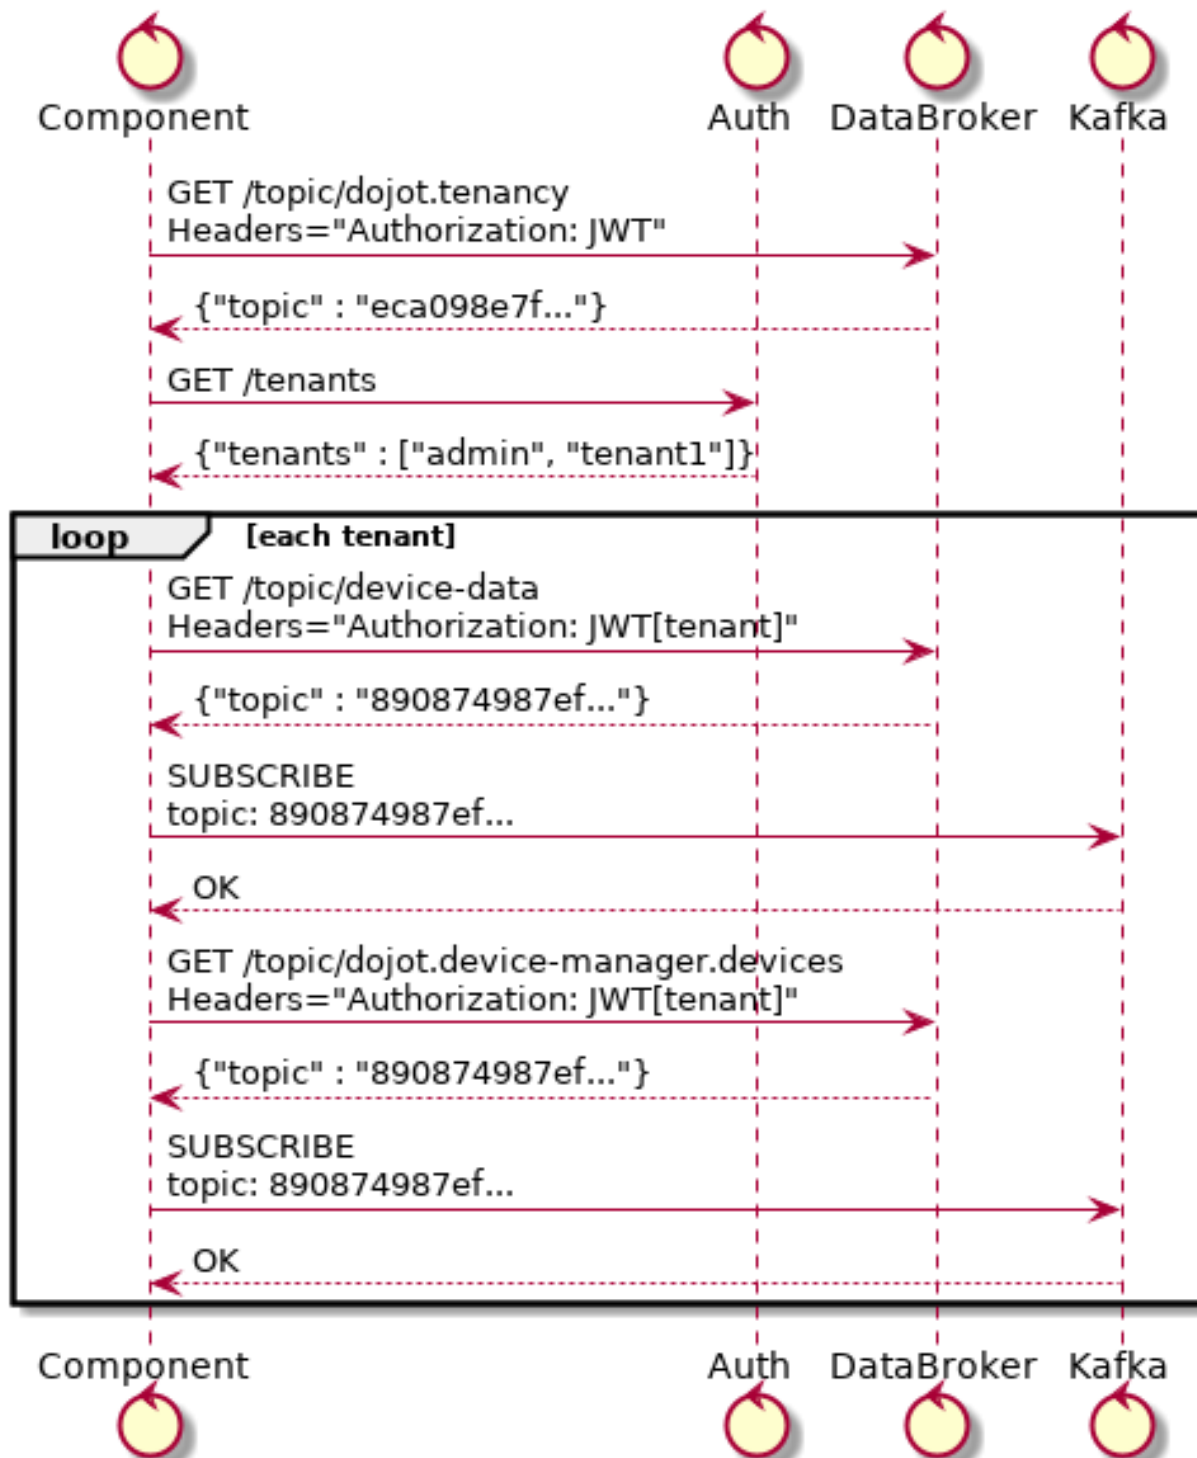 Component Auth DataBroker Kafka
GET /topic/dojot.tenancy
Headers="Authorization: JWT"
{"topic" : "eca098e7f..."}
GET /tenants
{"tenants" : ["admin", "tenant1"]}
loop [each tenant]
GET /topic/device-data
Headers="Authorization: JWT[tenant]"
{"topic" : "890874987ef..."}
SUBSCRIBE
topic: 890874987ef...
OK
GET /topic/dojot.device-manager.devices
Headers="Authorization: JWT[tenant]"
{"topic" : "890874987ef..."}
SUBSCRIBE
topic: 890874987ef...
OK
Component Auth DataBroker Kafka